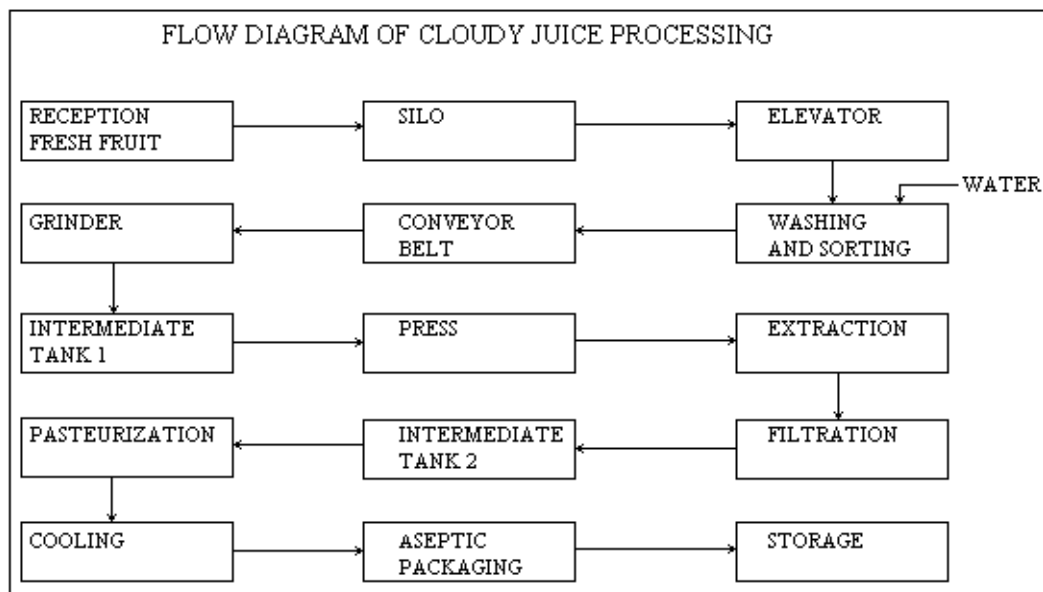 FLOW DIAGRAM OF CLOUDY JUICE PROCESSING
RECEPTION
FRESH FRUIT
SILO
ELEVATOR
WATER
WASHING
AND SORTING
CONVEYOR
BELT
GRINDER
INTERMEDIATE
TANK 1
PRESS
EXTRACTION
FILTRATION
INTERMEDIATE
TANK 2
PASTEURIZATION
COOLING
ASEPTIC
PACKAGING
STORAGE